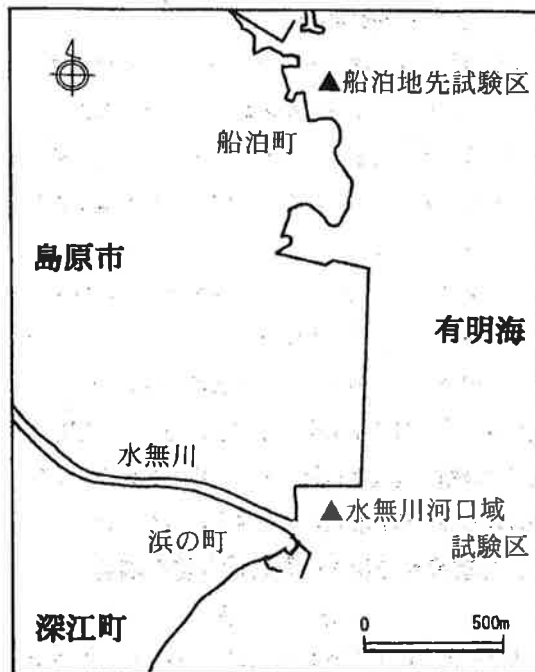 ▲船泊地先試験区
船泊町
島原市
有明海
水無川
▲水無川河口域
試験区
浜の町
深江町
0 500m